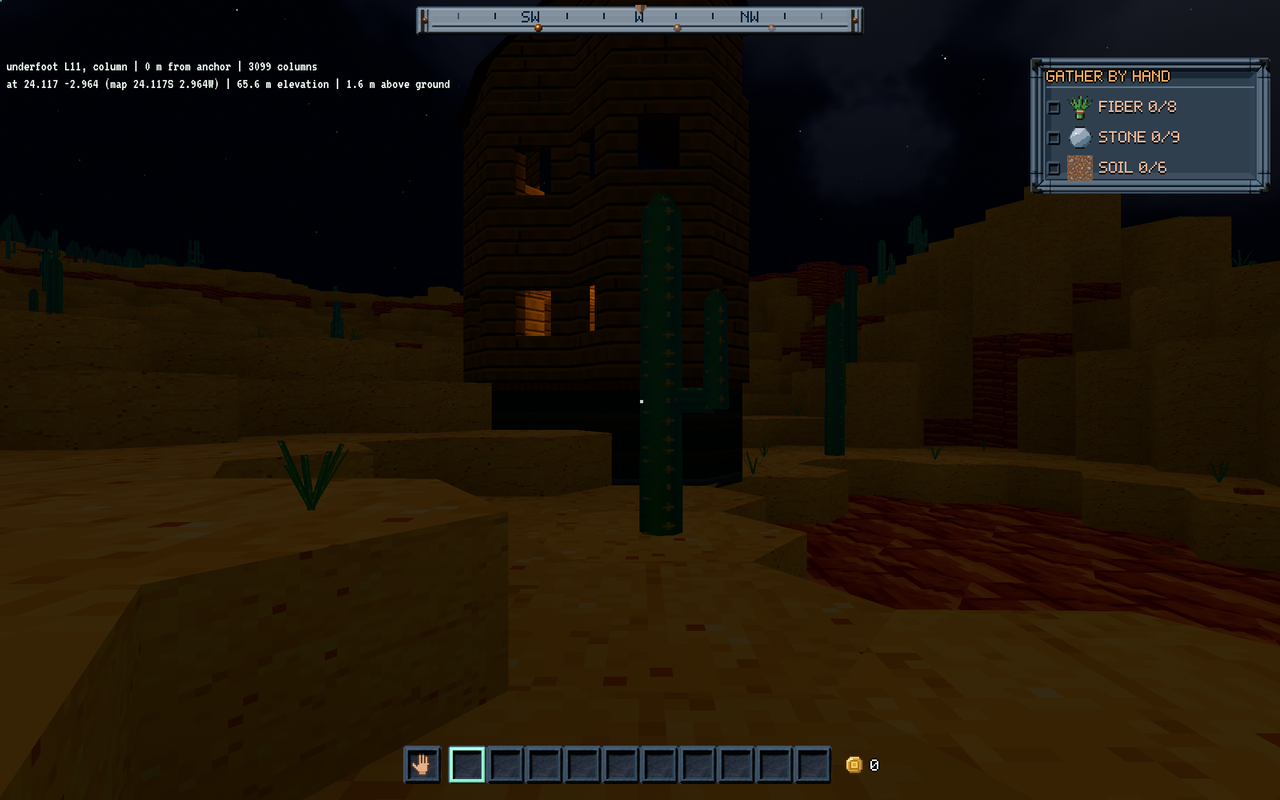 SW W NW
underfoot L11, column | 0 m from anchor | 3099 columns
at 24.117 -2.964 (map 24.117S 2.964W) | 65.6 m elevation | 1.6 m above ground
GATHER BY HAND
FIBER 0/8
STONE 0/9
SOIL 0/6
0